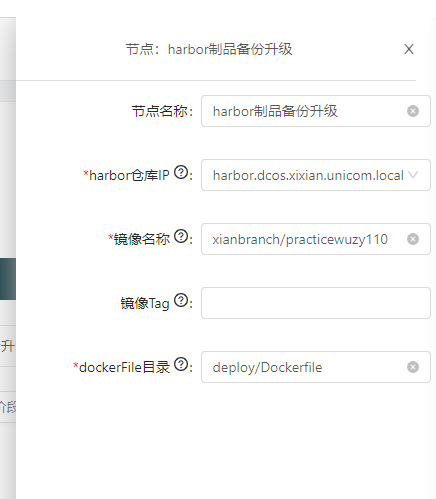 节点：harbor制品备份升级
节点名称：
harbor制品备份升级
*harbor仓库IP ?：
harbor.dcos.xixian.unicom.local
*镜像名称 ?：
xianbranch/practicewuzy110
镜像Tag ?：
升
*dockerFile目录 ?：
deploy/Dockerfile
阶段